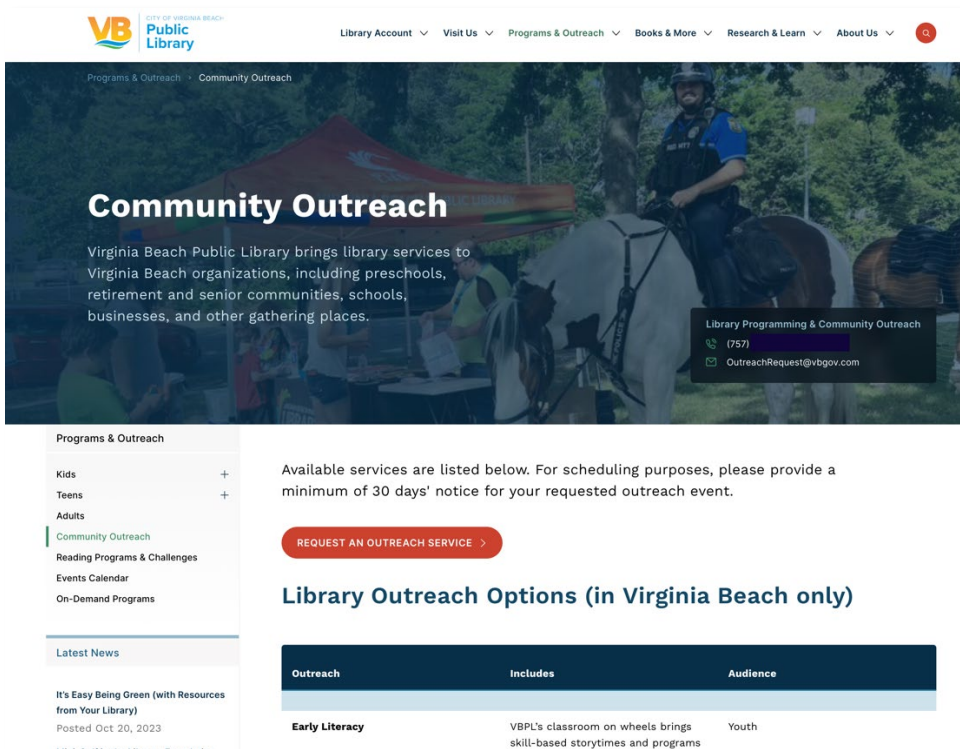 CITY OF VIRGINIA BEACH
VB Public
Library
Library Account Visit Us Programs & Outreach Books & More Research & Learn About Us
Programs & Outreach › Community Outreach
Community Outreach
Virginia Beach Public Library brings library services to
Virginia Beach organizations, including preschools,
retirement and senior communities, schools,
businesses, and other gathering places.
PUBLIC LIBRARY
POLICE
Library Programming & Community Outreach
(757)
OutreachRequest@vbgov.com
Programs & Outreach
Kids +
Teens +
Adults
Community Outreach
Reading Programs & Challenges
Events Calendar
On-Demand Programs
Latest News
It's Easy Being Green (with Resources
from Your Library)
Posted Oct 20, 2023
Available services are listed below. For scheduling purposes, please provide a
minimum of 30 days' notice for your requested outreach event.
REQUEST AN OUTREACH SERVICE >
Library Outreach Options (in Virginia Beach only)
Outreach Includes Audience
Early Literacy VBPL's classroom on wheels brings Youth
skill-based storytimes and programs